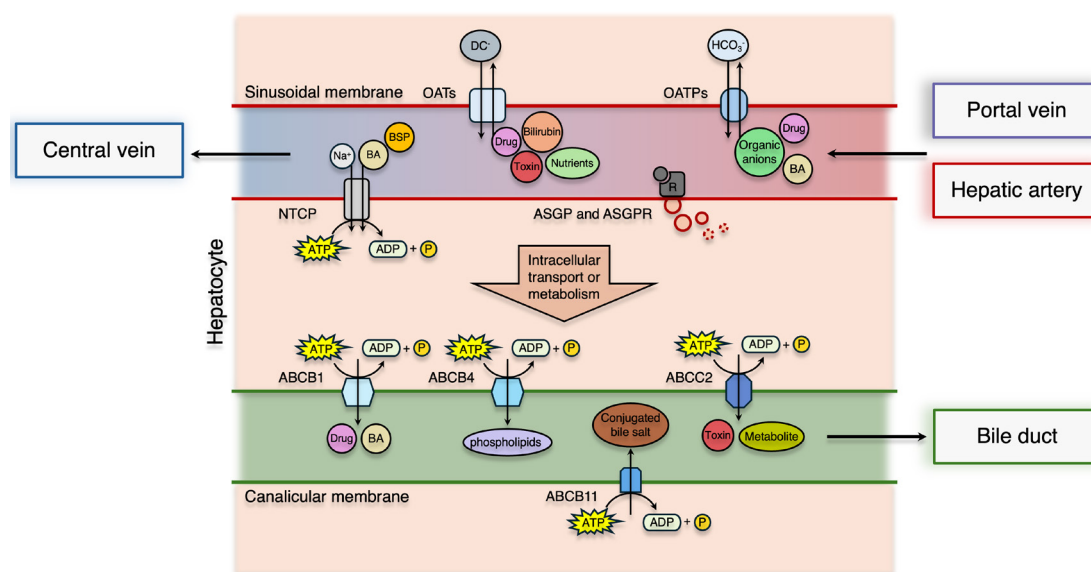 DC-
HCO3-
Sinusoidal membrane
OATs
OATPs
Portal vein
Central vein
Na+
BA
BSP
Drug
Bilirubin
Toxin
Nutrients
Organic
anions
Drug
BA
Hepatic artery
R
NTCP
ASGP and ASGPR
ATP
ADP + P
Hepatocyte
Intracellular
transport or
metabolism
ABCB1
ATP
ADP + P
ABCB4
ATP
ADP + P
ABCC2
ATP
ADP + P
Drug
BA
phospholipids
Conjugated
bile salt
Toxin
Metabolite
Bile duct
Canalicular membrane
ABCB11
ATP
ADP + P